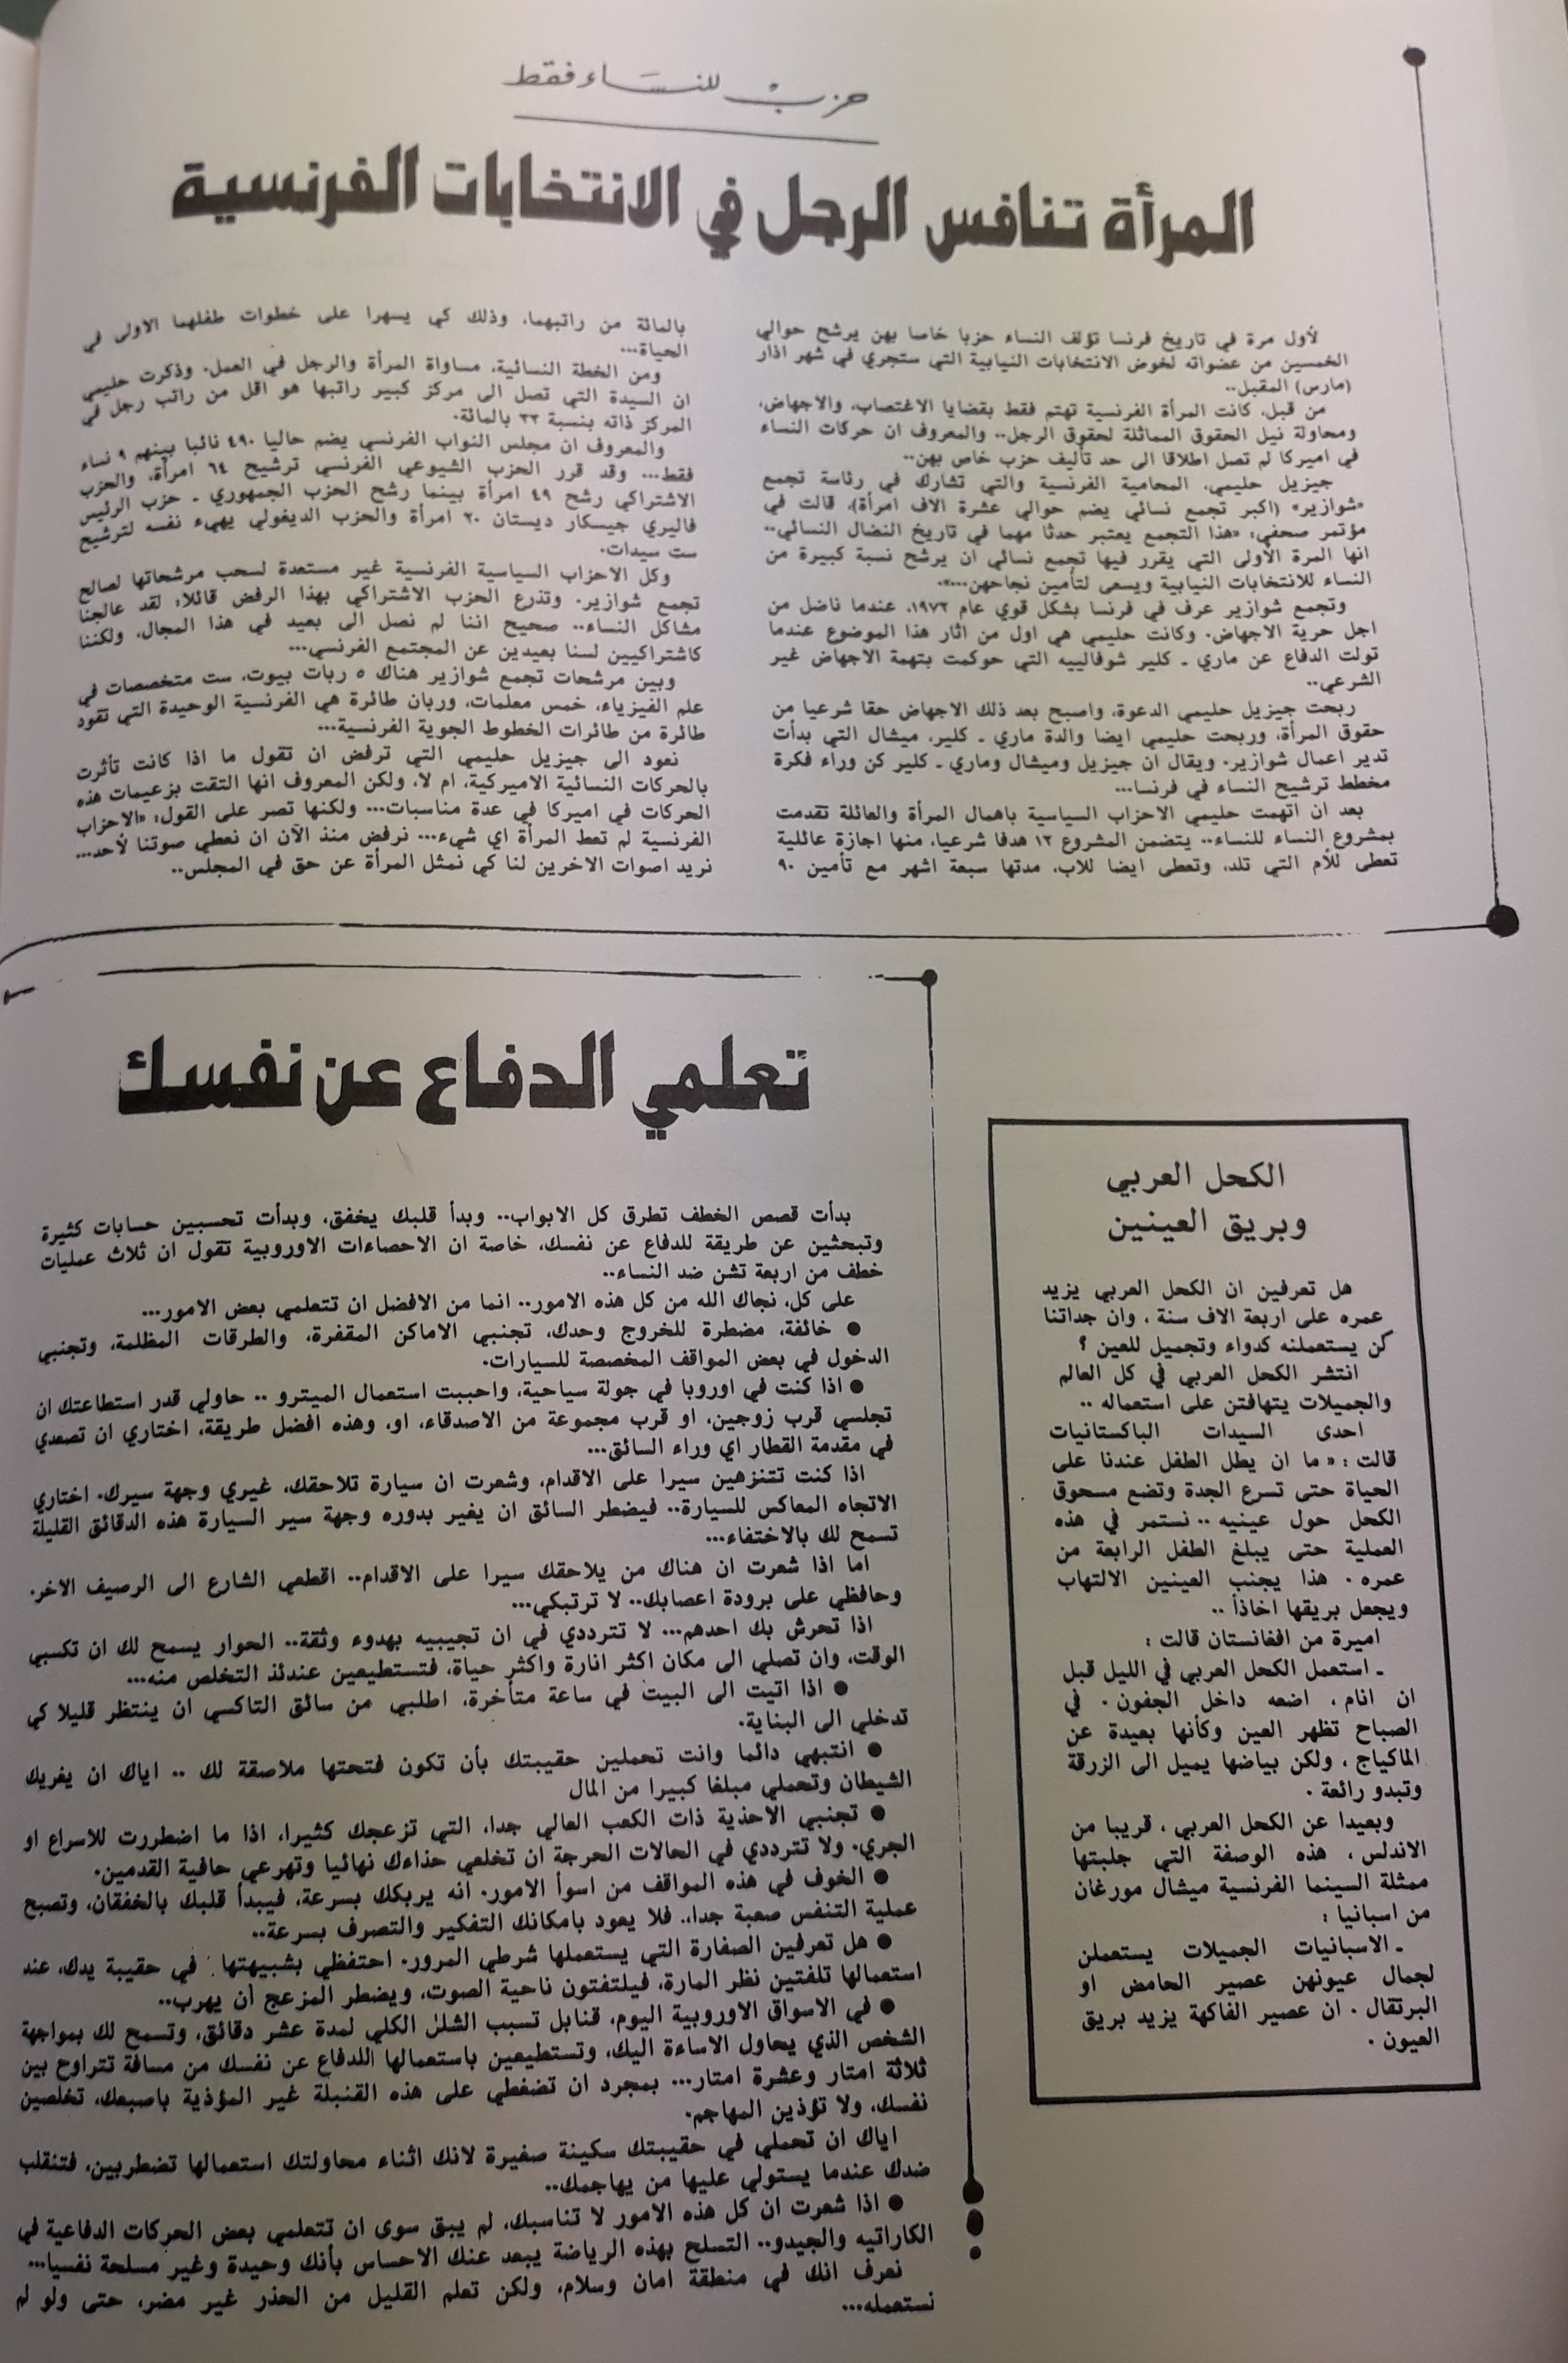 حزب للنساء فقط
المرأة تنافس الرجل في الانتخابات الفرنسية
لأول مرة في تاريخ فرنسا تؤلف النساء حزبا خاصا بهن يرشح حوالي
الخمسين من عضواته لخوض الانتخابات النيابية التي ستجري في شهر اذار
(مارس) المقبل..
من قبل، كانت المرأة الفرنسية تهتم فقط بقضايا الاغتصاب، والاجهاض،
ومحاولة نيل الحقوق المماثلة لحقوق الرجل.. والمعروف ان حركات النساء
في اميركا لم تصل اطلاقا الى حد تأليف حزب خاص بهن..
جيزيل حليمي، المحامية الفرنسية والتي تشارك في رئاسة تجمع
«شوازير» (اكبر تجمع نسائي يضم حوالي عشرة الاف امرأة)، قالت في
مؤتمر صحفي: «هذا التجمع يعتبر حدثا مهما في تاريخ النضال النسائي..
انها المرة الأولى التي يقرر فيها تجمع نسائي ان يرشح نسبة كبيرة من
النساء للانتخابات النيابية ويسعى لتأمين نجاحهن...».
وتجمع شوازير عرف في فرنسا بشكل قوي عام ١٩٧٢، عندما ناضل من
اجل حرية الاجهاض. وكانت حليمي هي اول من اثار هذا الموضوع عندما
تولت الدفاع عن ماري ـ كلير شوفالييه التي حوكمت بتهمة الاجهاض غير
الشرعي..
ربحت جيزيل حليمي الدعوة، واصبح بعد ذلك الاجهاض حقا شرعيا من
حقوق المرأة، وربحت حليمي ايضا والدة ماري ـ كلير، ميشال التي بدأت
تدير اعمال شوازير. ويقال ان جيزيل وميشال وماري ـ كلير كن وراء فكرة
مخطط ترشيح النساء في فرنسا...
بعد ان اتهمت حليمي الاحزاب السياسية باهمال المرأة والعائلة تقدمت
بمشروع النساء للنساء.. يتضمن المشروع ١٢ هدفا شرعيا، منها اجازة عائلية
تعطى للأم التي تلد، وتعطى ايضا للاب، مدتها سبعة اشهر مع تأمين ٩٠
بالمائة من راتبهما، وذلك كي يسهرا على خطوات طفلهما الاولى في
الحياة...
ومن الخطة النسائية، مساواة المرأة والرجل في العمل. وذكرت حليمي
ان السيدة التي تصل الى مركز كبير راتبها هو اقل من راتب رجل في
المركز ذاته بنسبة ٣٣ بالمائة.
والمعروف ان مجلس النواب الفرنسي يضم حاليا ٤٩٠ نائبا بينهم ٩ نساء
فقط... وقد قرر الحزب الشيوعي الفرنسي ترشيح ٦٤ امرأة، والحزب
الاشتراكي رشح ٤٩ امرأة بينما رشح الحزب الجمهوري ـ حزب الرئيس
فاليري جيسكار ديستان ٢٠ امرأة والحزب الديغولي يهيء نفسه لترشيح
ست سيدات.
وكل الاحزاب السياسية الفرنسية غير مستعدة لسحب مرشحاتها لصالح
تجمع شوازير. وتذرع الحزب الاشتراكي بهذا الرفض قائلا: لقد عالجنا
مشاكل النساء.. صحيح اننا لم نصل الى بعيد في هذا المجال، ولكننا
كاشتراكيين لسنا بعيدين عن المجتمع الفرنسي...
وبين مرشحات تجمع شوازير هناك ٥ ربات بيوت، ست متخصصات في
علم الفيزياء، خمس معلمات، وربان طائرة هي الفرنسية الوحيدة التي تقود
طائرة من طائرات الخطوط الجوية الفرنسية...
نعود الى جيزيل حليمي التي ترفض ان تقول ما اذا كانت تأثرت
بالحركات النسائية الاميركية، ام لا، ولكن المعروف انها التقت بزعيمات هذه
الحركات في اميركا في عدة مناسبات... ولكنها تصر على القول: «الاحزاب
الفرنسية لم تعط المرأة اي شيء... نرفض منذ الآن ان نعطي صوتنا لأحد...
نريد اصوات الاخرين لنا كي نمثل المرأة عن حق في المجلس..
تعلمي الدفاع عن نفسك
بدأت قصص الخطف تطرق كل الابواب.. وبدأ قلبك يخفق، وبدأت تحسبين حسابات كثيرة
وتبحثين عن طريقة للدفاع عن نفسك، خاصة ان الاحصاءات الاوروبية تقول ان ثلاث عمليات
خطف من اربعة تشن ضد النساء..
على كل، نجاك الله من كل هذه الامور.. انما من الافضل ان تتعلمي بعض الامور...
● خائفة، مضطرة للخروج وحدك، تجنبي الاماكن المقفرة، والطرقات المظلمة، وتجنبي
الدخول في بعض المواقف المخصصة للسيارات.
● اذا كنت في اوروبا في جولة سياحية، واحببت استعمال الميترو .. حاولي قدر استطاعتك ان
تجلسي قرب زوجين، او قرب مجموعة من الاصدقاء، او، وهذه افضل طريقة، اختاري ان تصعدي
في مقدمة القطار اي وراء السائق...
اذا كنت تتنزهين سيرا على الاقدام، وشعرت ان سيارة تلاحقك، غيري وجهة سيرك. اختاري
الاتجاه المعاكس للسيارة.. فيضطر السائق ان يغير بدوره وجهة سير السيارة هذه الدقائق القليلة
تسمح لك بالاختفاء...
اما اذا شعرت ان هناك من يلاحقك سيرا على الاقدام.. اقطعي الشارع الى الرصيف الاخر.
وحافظي على برودة اعصابك.. لا ترتبكي...
اذا تحرش بك احدهم... لا تترددي في ان تجيبيه بهدوء وثقة.. الحوار يسمح لك ان تكسبي
الوقت، وان تصلي الى مكان اكثر انارة واكثر حياة، فتستطيعين عندئذ التخلص منه...
● اذا اتيت الى البيت في ساعة متأخرة، اطلبي من سائق التاكسي ان ينتظر قليلا كي
تدخلي الى البناية.
● انتبهي دائما وانت تحملين حقيبتك بأن تكون فتحتها ملاصقة لك .. اياك ان يغريك
الشيطان وتحملي مبلغا كبيرا من المال
● تجنبي الاحذية ذات الكعب العالي جدا، التي تزعجك كثيرا، اذا ما اضطررت للاسراع او
الجري. ولا تترددي في الحالات الحرجة ان تخلعي حذاءك نهائيا وتهرعي حافية القدمين.
● الخوف في هذه المواقف من اسوأ الامور. انه يربكك بسرعة، فيبدأ قلبك بالخفقان، وتصبح
عملية التنفس صعبة جدا.. فلا يعود بامكانك التفكير والتصرف بسرعة..
● هل تعرفين الصفارة التي يستعملها شرطي المرور. احتفظي بشبيهتها في حقيبة يدك، عند
استعمالها تلفتين نظر المارة، فيلتفتون ناحية الصوت، ويضطر المزعج أن يهرب..
● في الاسواق الاوروبية اليوم، قنابل تسبب الشلل الكلي لمدة عشر دقائق، وتسمح لك بمواجهة
الشخص الذي يحاول الاساءة اليك، وتستطيعين باستعمالها اللدفاع عن نفسك من مسافة تتراوح بين
ثلاثة امتار وعشرة امتار... بمجرد ان تضغطي على هذه القنبلة غير المؤذية باصبعك، تخلصين
نفسك، ولا تؤذين المهاجم.
اياك ان تحملي في حقيبتك سكينة صغيرة لانك اثناء محاولتك استعمالها تضطربين، فتنقلب
ضدك عندما يستولي عليها من يهاجمك..
● اذا شعرت ان كل هذه الامور لا تناسبك، لم يبق سوى ان تتعلمي بعض الحركات الدفاعية في
الكاراتيه والجيدو.. التسلح بهذه الرياضة يبعد عنك الاحساس بأنك وحيدة وغير مسلحة نفسيا...
نعرف انك في منطقة امان وسلام، ولكن تعلم القليل من الحذر غير مضر، حتى ولو لم
نستعمله...
الكحل العربي
وبريق العينين
هل تعرفين ان الكحل العربي يزيد
عمره على اربعة الاف سنة ، وان جداتنا
كن يستعملنه كدواء وتجميل للعين ؟
انتشر الكحل العربي في كل العالم
والجميلات يتهافتن على استعماله ..
احدى السيدات الباكستانيات
قالت : « ما ان يطل الطفل عندنا على
الحياة حتى تسرع الجدة وتضع مسحوق
الكحل حول عينيه .. نستمر في هذه
العملية حتى يبلغ الطفل الرابعة من
عمره . هذا يجنب العينين الالتهاب
ويجعل بريقها اخاذاً ..
اميرة من افغانستان قالت :
ـ استعمل الكحل العربي في الليل قبل
ان انام ، اضعه داخل الجفون . في
الصباح تظهر العين وكأنها بعيدة عن
الماكياج ، ولكن بياضها يميل الى الزرقة
وتبدو رائعة .
وبعيدا عن الكحل العربي ، قريبا من
الاندلس ، هذه الوصفة التي جلبتها
ممثلة السينما الفرنسية ميشال مورغان
من اسبانيا :
ـ الاسبانيات الجميلات يستعملن
لجمال عيونهن عصير الحامض او
البرتقال . ان عصير الفاكهة يزيد بريق
العيون .